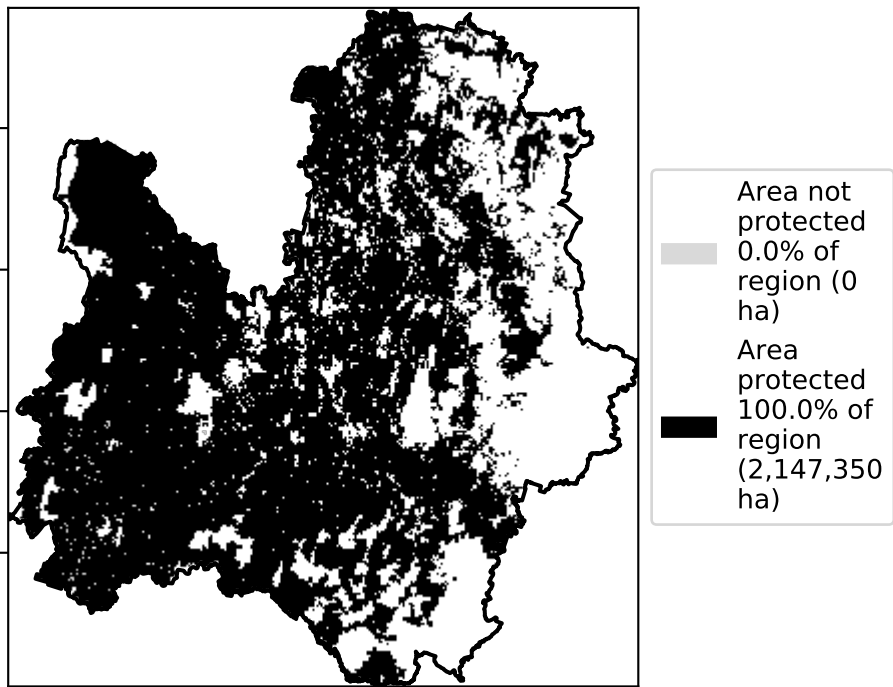 Area not
protected
0.0% of
region (0
ha)
Area
protected
100.0% of
region
(2,147,350
ha)